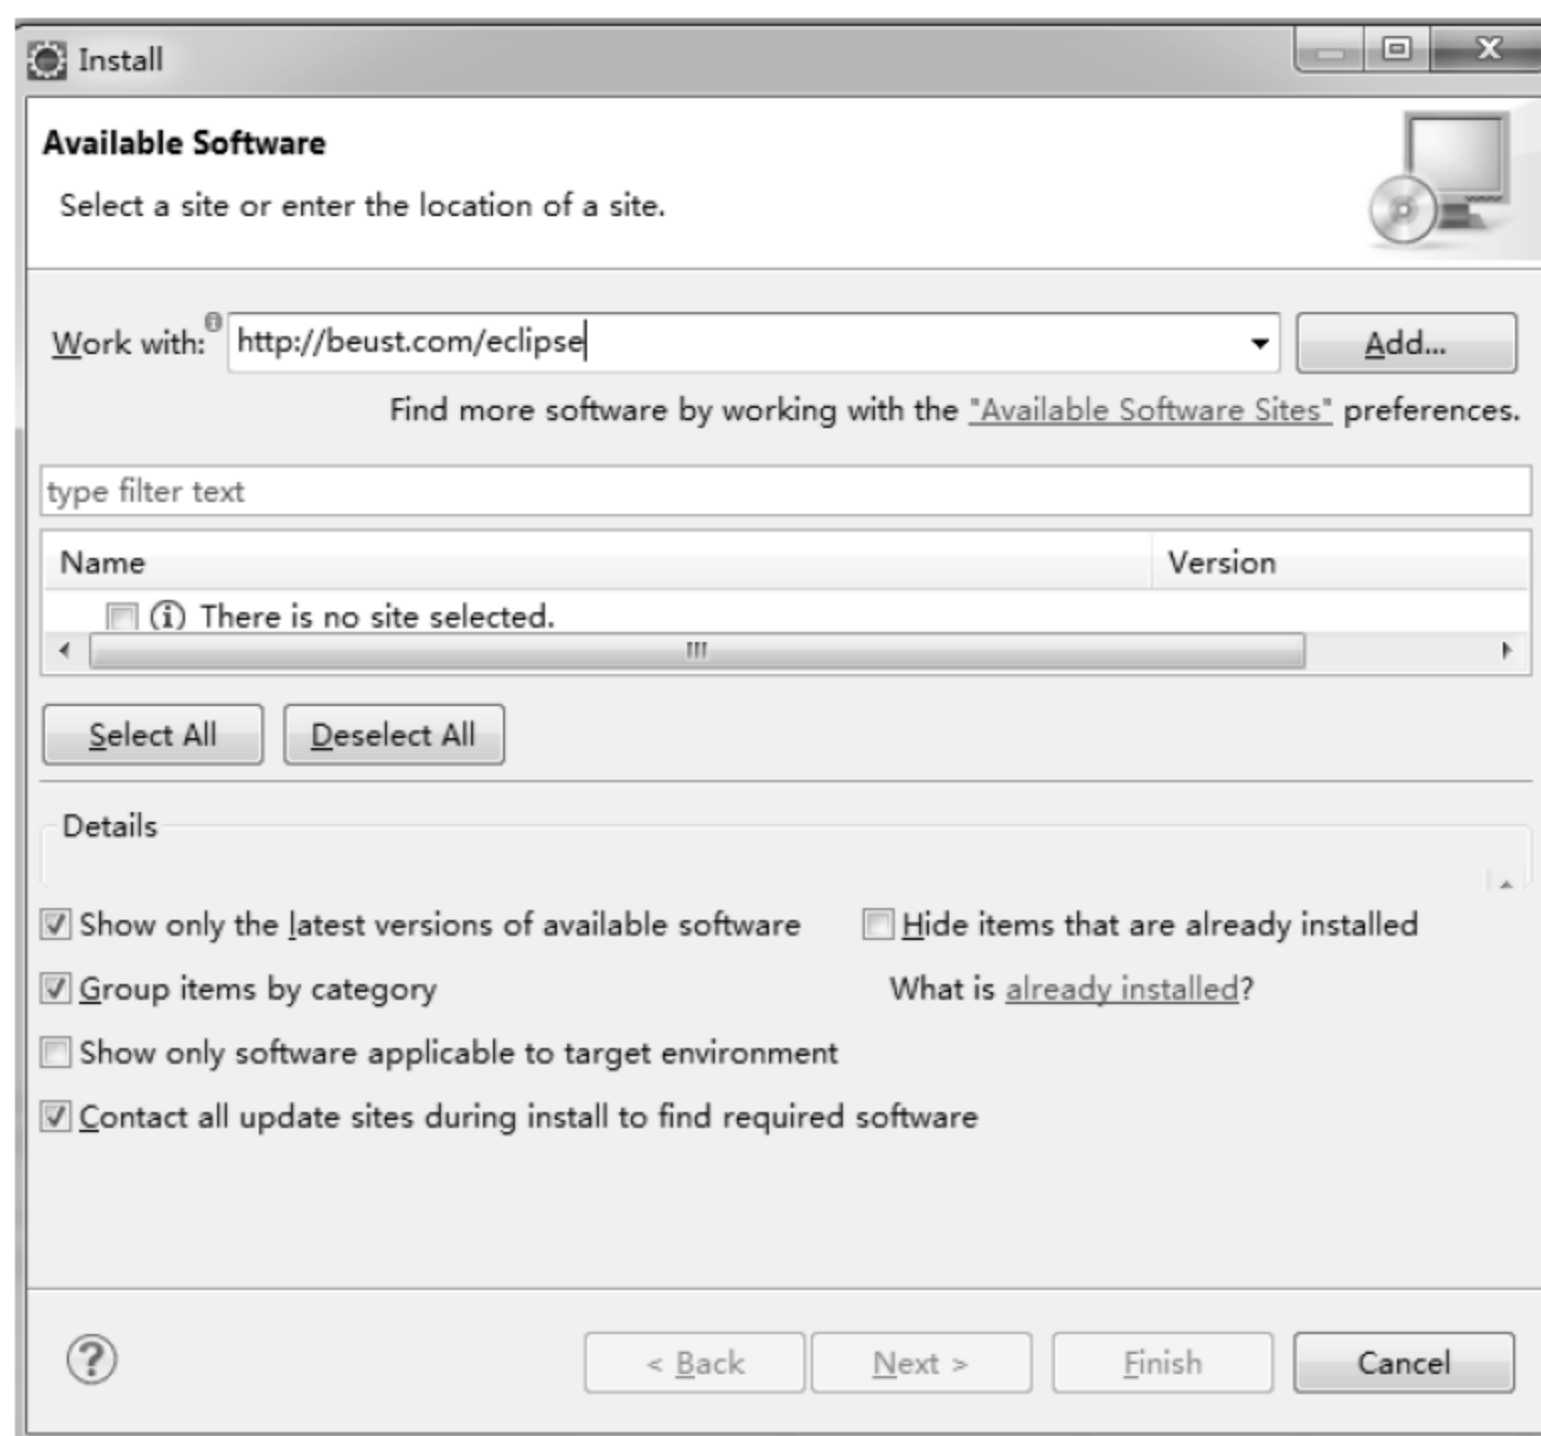 Install
Available Software
Select a site or enter the location of a site.
Work with: http://beust.com/eclipse Add...
Find more software by working with the "Available Software Sites" preferences.
type filter text
Name Version
There is no site selected.
Select All Deselect All
Details
Show only the latest versions of available software Hide items that are already installed
Group items by category What is already installed?
Show only software applicable to target environment
Contact all update sites during install to find required software
< Back Next > Finish Cancel